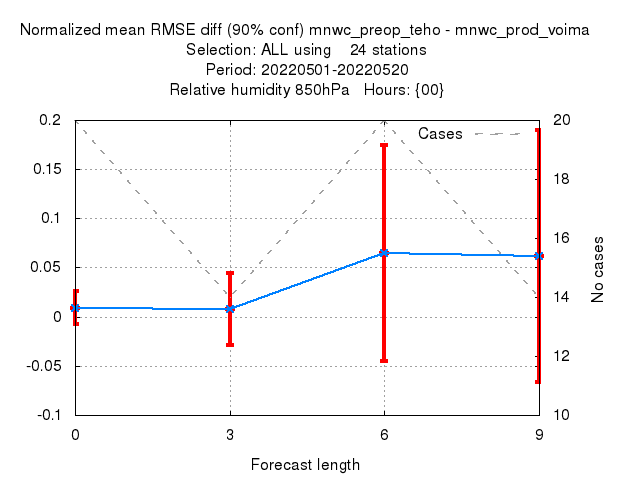 Normalized mean RMSE diff (90% conf) mnwc_preop_teho - mnwc_prod_voima
Selection: ALL using    24 stations
Period: 20220501-20220520
Relative humidity 850hPa   Hours: {00}
0.2
0.15
0.1
0.05
0
-0.05
-0.1
Cases
20
18
16
14
12
10
No cases
0 3 6 9
Forecast length